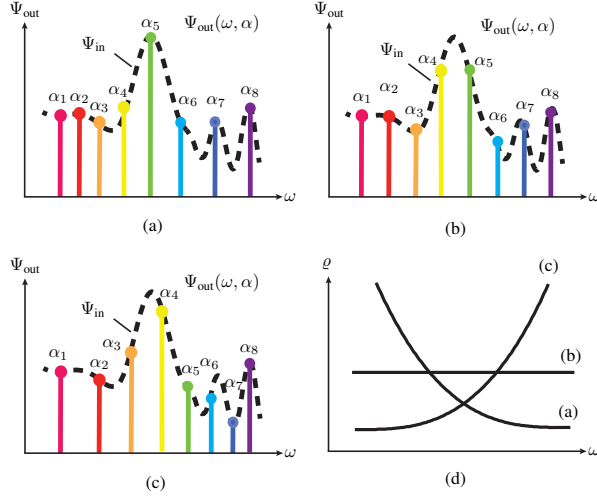 Ψout
Ψin
Ψout(ω, α)
α1
α2
α3
α4
α5
α6
α7
α8
ω
(a)
Ψout
Ψin
Ψout(ω, α)
α1
α2
α3
α4
α5
α6
α7
α8
ω
(b)
Ψout
Ψin
Ψout(ω, α)
α1
α2
α3
α4
α5
α6
α7
α8
ω
(c)
ϱ
(c)
(b)
(a)
ω
(d)